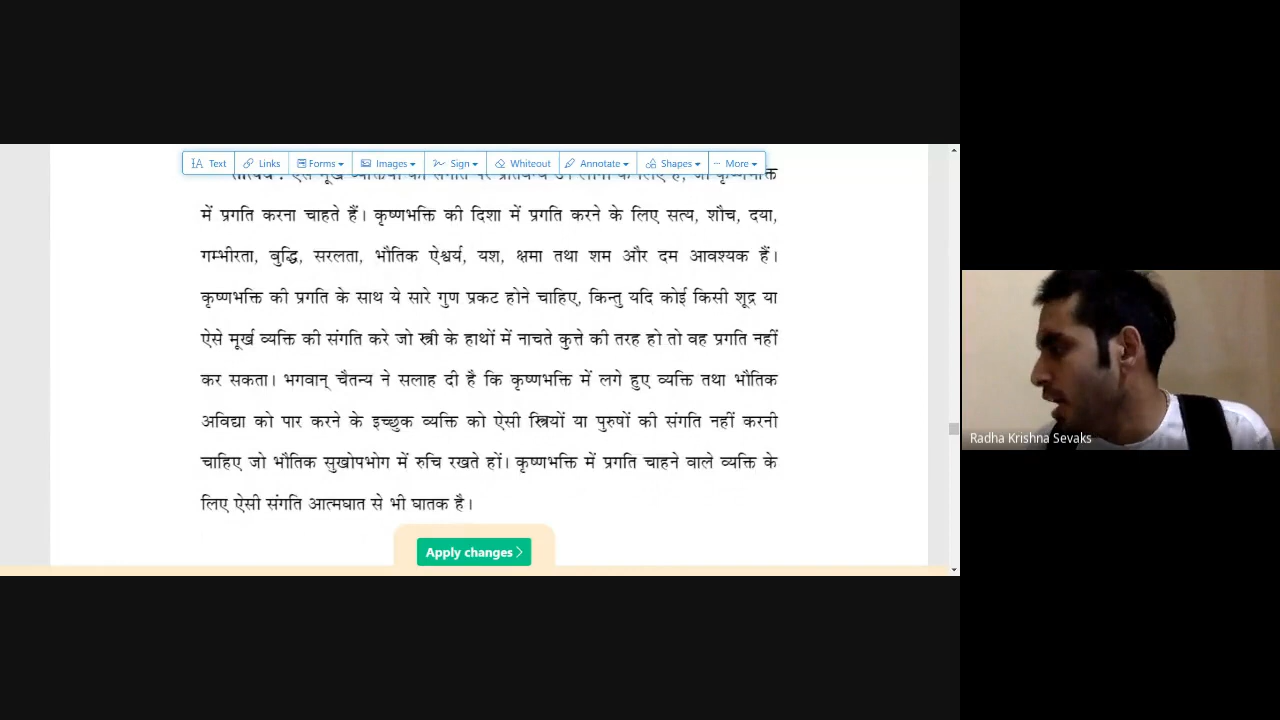 Text Links Forms Images Sign Whiteout Annotate Shapes More
में प्रगति करना चाहते हैं। कृष्णभक्ति की दिशा में प्रगति करने के लिए सत्य, शौच, दया,
गम्भीरता, बुद्धि, सरलता, भौतिक ऐश्वर्य, यश, क्षमा तथा शम और दम आवश्यक हैं।
कृष्णभक्ति की प्रगति के साथ ये सारे गुण प्रकट होने चाहिए, किन्तु यदि कोई किसी शूद्र या
ऐसे मूर्ख व्यक्ति की संगति करे जो स्त्री के हाथों में नाचते कुत्ते की तरह हो तो वह प्रगति नहीं
कर सकता। भगवान् चैतन्य ने सलाह दी है कि कृष्णभक्ति में लगे हुए व्यक्ति तथा भौतिक
अविद्या को पार करने के इच्छुक व्यक्ति को ऐसी स्त्रियों या पुरुषों की संगति नहीं करनी
चाहिए जो भौतिक सुखोपभोग में रुचि रखते हों। कृष्णभक्ति में प्रगति चाहने वाले व्यक्ति के
लिए ऐसी संगति आत्मघात से भी घातक है।
Apply changes
Radha Krishna Sevaks